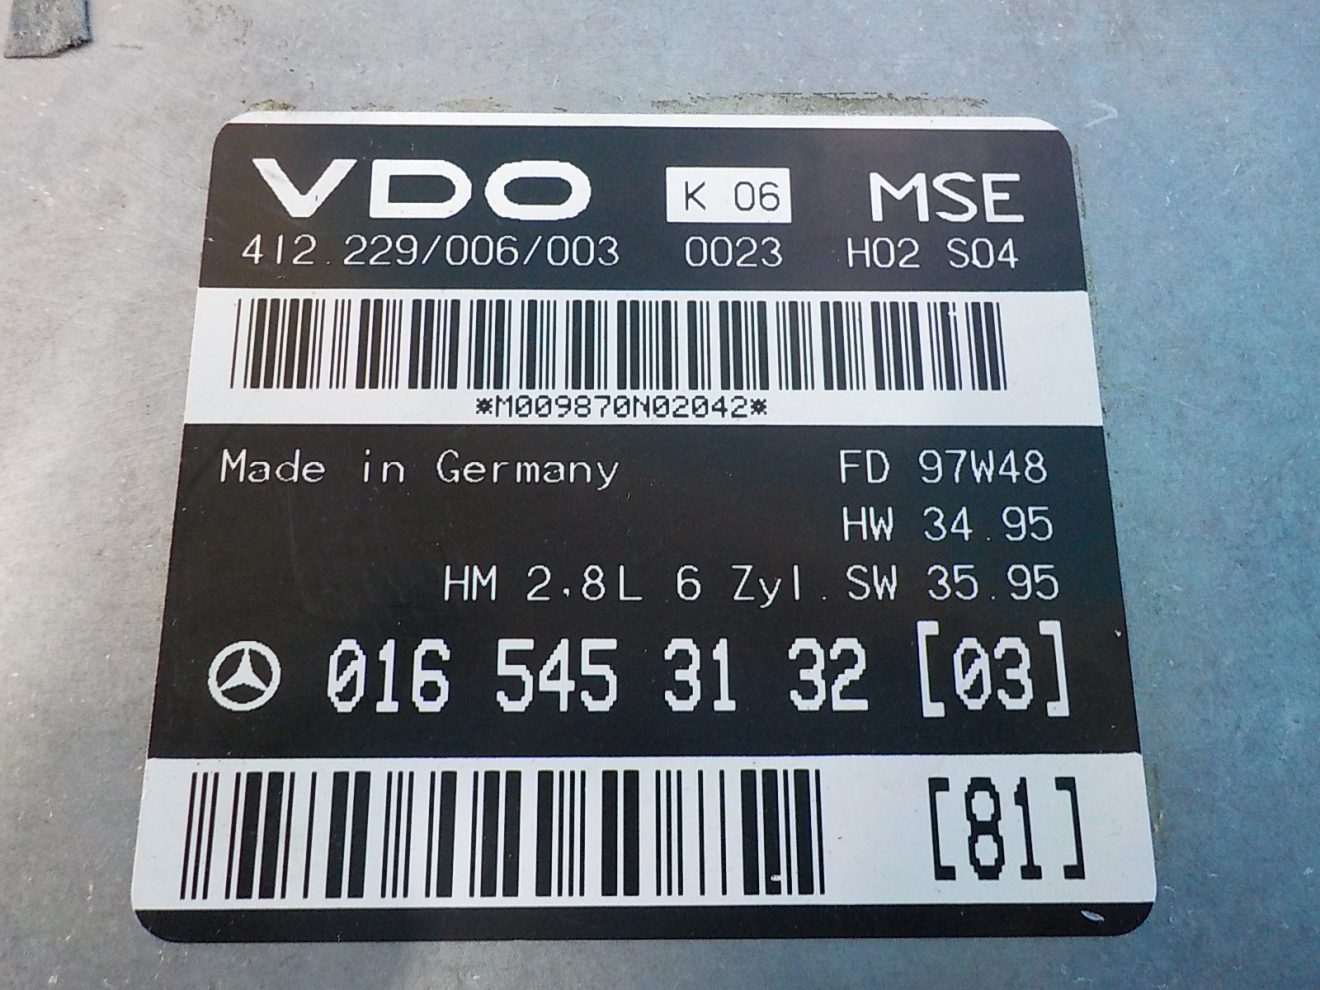 VDO K 06 MSE
412.229/006/003 0023 H02 S04
*M009870N02042*
Made in Germany FD 97W48
HW 34.95
HM 2.8L 6 Zyl. SW 35.95
016 545 31 32 [03]
[81]